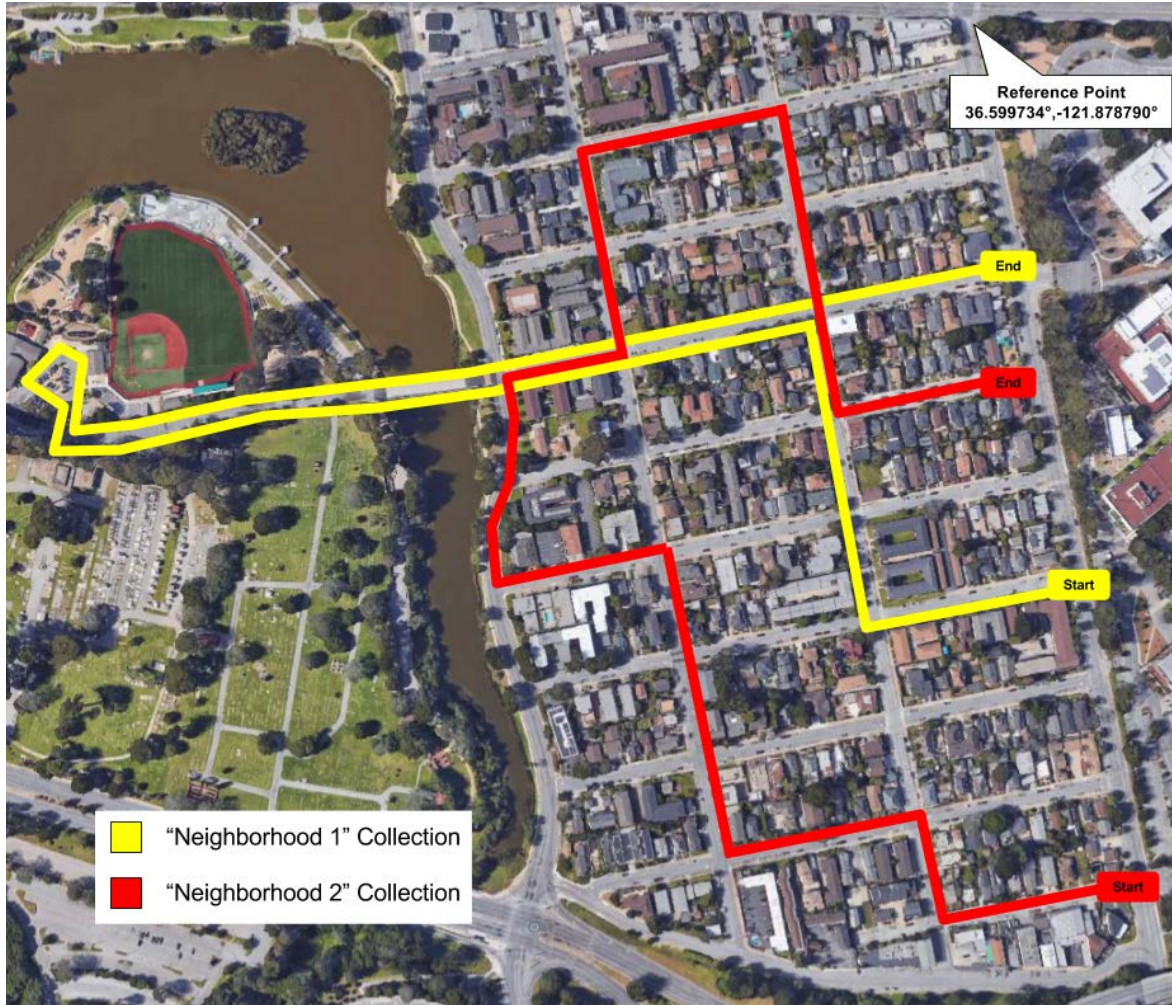 Reference Point
36.599734°,-121.878790°
End
End
Start
"Neighborhood 1" Collection
"Neighborhood 2" Collection
Start